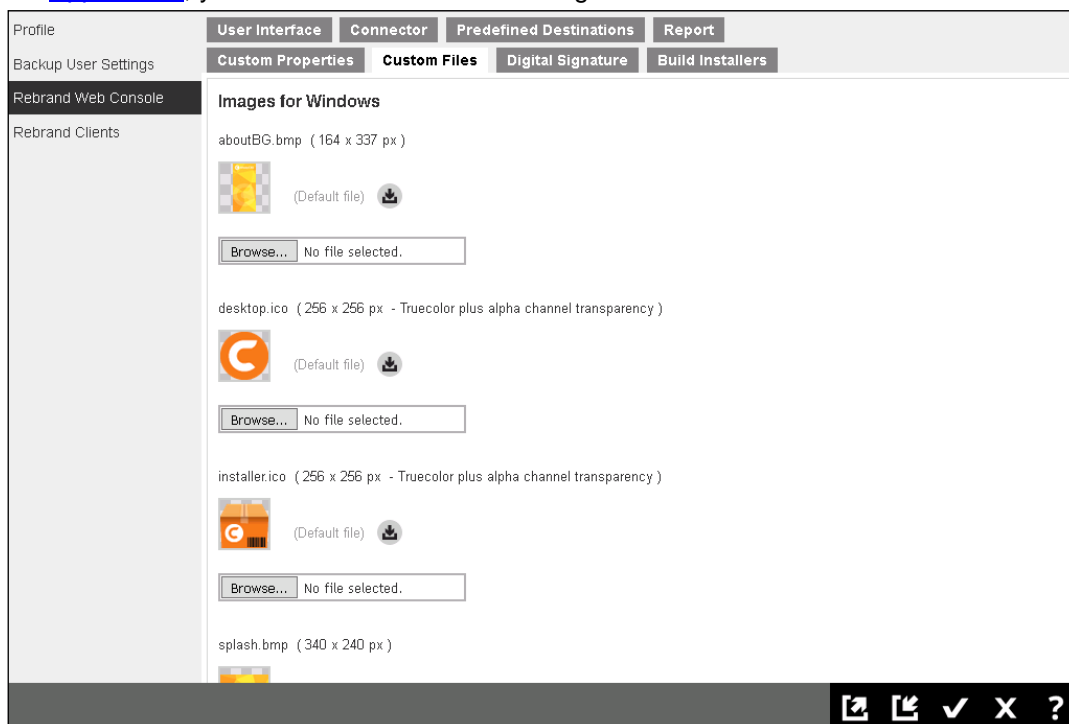 Profile
Backup User Settings
Rebrand Web Console
Rebrand Clients
User Interface Connector Predefined Destinations Report
Custom Properties Custom Files Digital Signature Build Installers
Images for Windows
aboutBG.bmp ( 164 x 337 px )
(Default file)
Browse... No file selected.
desktop.ico ( 256 x 256 px - Truecolor plus alpha channel transparency )
C
(Default file)
Browse... No file selected.
installer.ico ( 256 x 256 px - Truecolor plus alpha channel transparency )
C
(Default file)
Browse... No file selected.
splash.bmp ( 340 x 240 px )
X ?